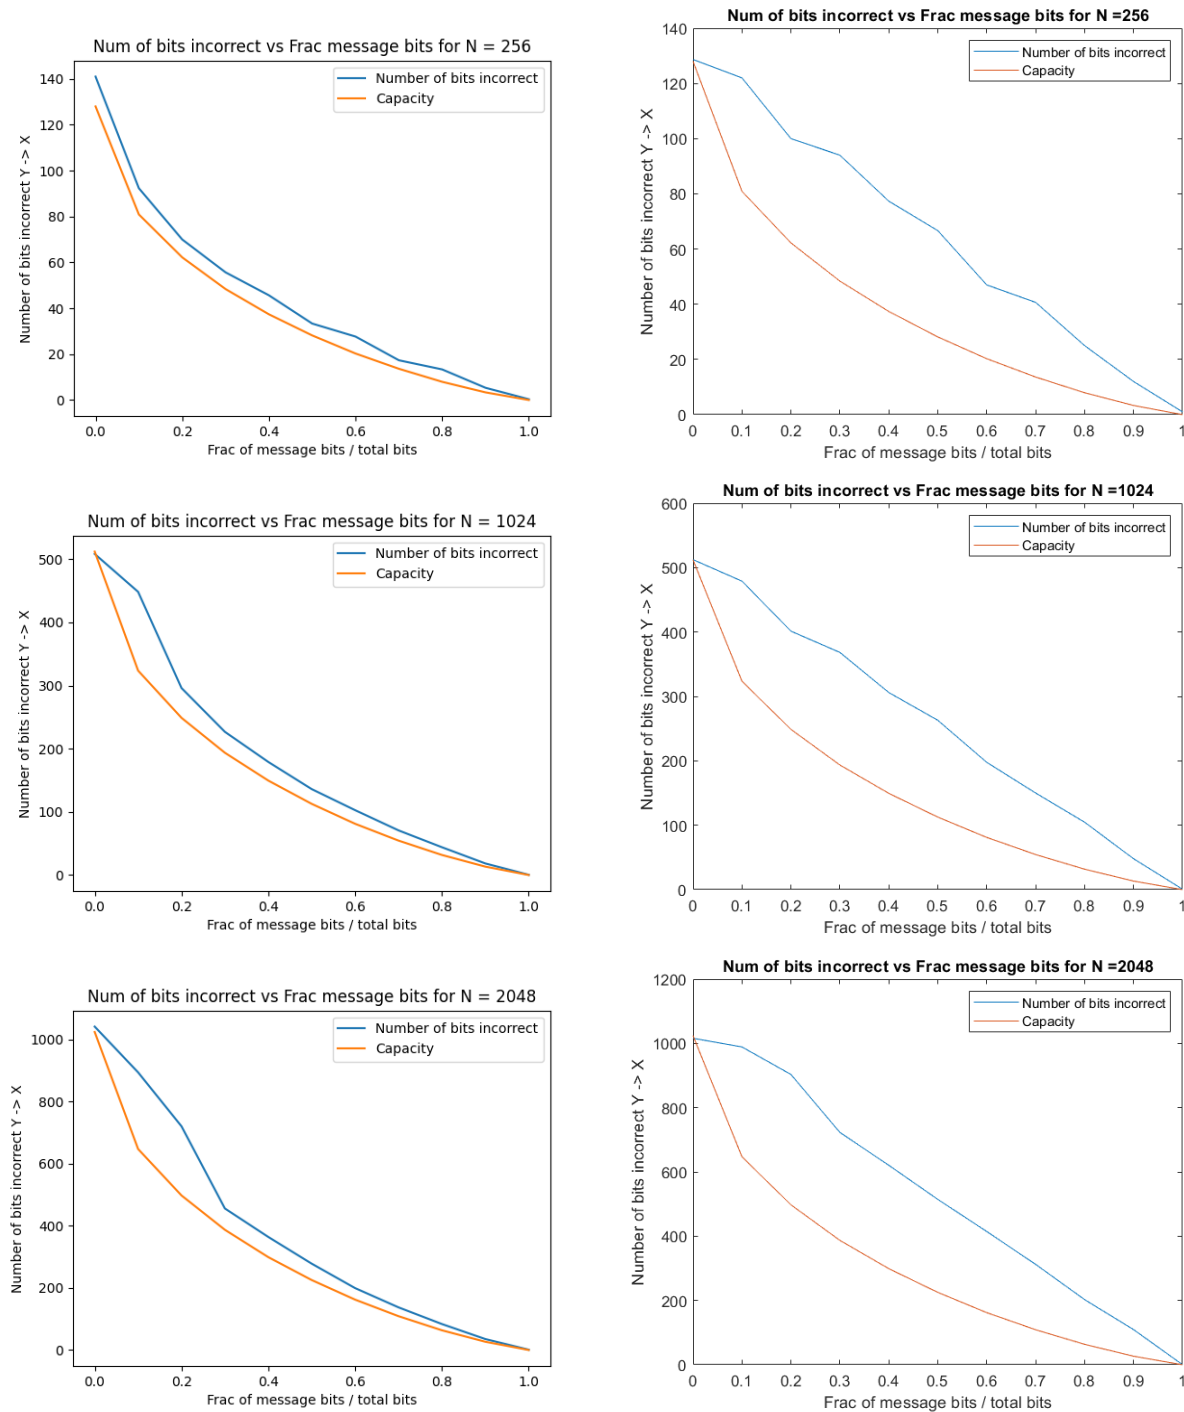 Num of bits incorrect vs Frac message bits for N = 256
Number of bits incorrect
Capacity
Number of bits incorrect Y -> X
140
120
100
80
60
40
20
0
0.0 0.2 0.4 0.6 0.8 1.0
Frac of message bits / total bits
Num of bits incorrect vs Frac message bits for N =256
Number of bits incorrect
Capacity
Number of bits incorrect Y -> X
140
120
100
80
60
40
20
0
0 0.1 0.2 0.3 0.4 0.5 0.6 0.7 0.8 0.9 1
Frac of message bits / total bits
Num of bits incorrect vs Frac message bits for N = 1024
Number of bits incorrect
Capacity
Number of bits incorrect Y -> X
500
400
300
200
100
0
0.0 0.2 0.4 0.6 0.8 1.0
Frac of message bits / total bits
Num of bits incorrect vs Frac message bits for N =1024
Number of bits incorrect
Capacity
Number of bits incorrect Y -> X
600
500
400
300
200
100
0
0 0.1 0.2 0.3 0.4 0.5 0.6 0.7 0.8 0.9 1
Frac of message bits / total bits
Num of bits incorrect vs Frac message bits for N = 2048
Number of bits incorrect
Capacity
Number of bits incorrect Y -> X
1000
800
600
400
200
0
0.0 0.2 0.4 0.6 0.8 1.0
Frac of message bits / total bits
Num of bits incorrect vs Frac message bits for N =2048
Number of bits incorrect
Capacity
Number of bits incorrect Y -> X
1200
1000
800
600
400
200
0
0 0.1 0.2 0.3 0.4 0.5 0.6 0.7 0.8 0.9 1
Frac of message bits / total bits